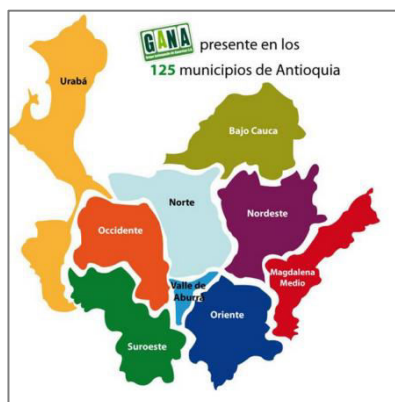 GANA presente en los
125 municipios de Antioquia
Urabá
Bajo Cauca
Norte
Nordeste
Occidente
Magdalena
Medio
Valle de
Aburrá
Oriente
Suroeste